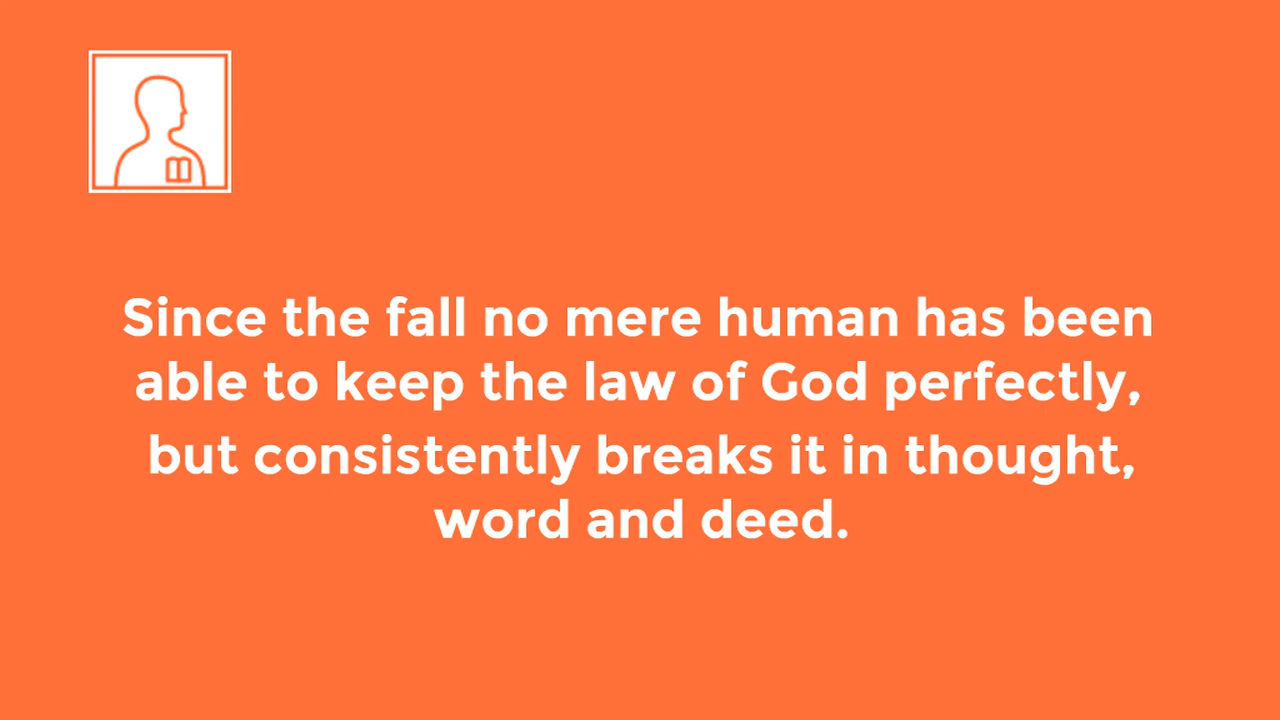 Since the fall no mere human has been
able to keep the law of God perfectly,
but consistently breaks it in thought,
word and deed.